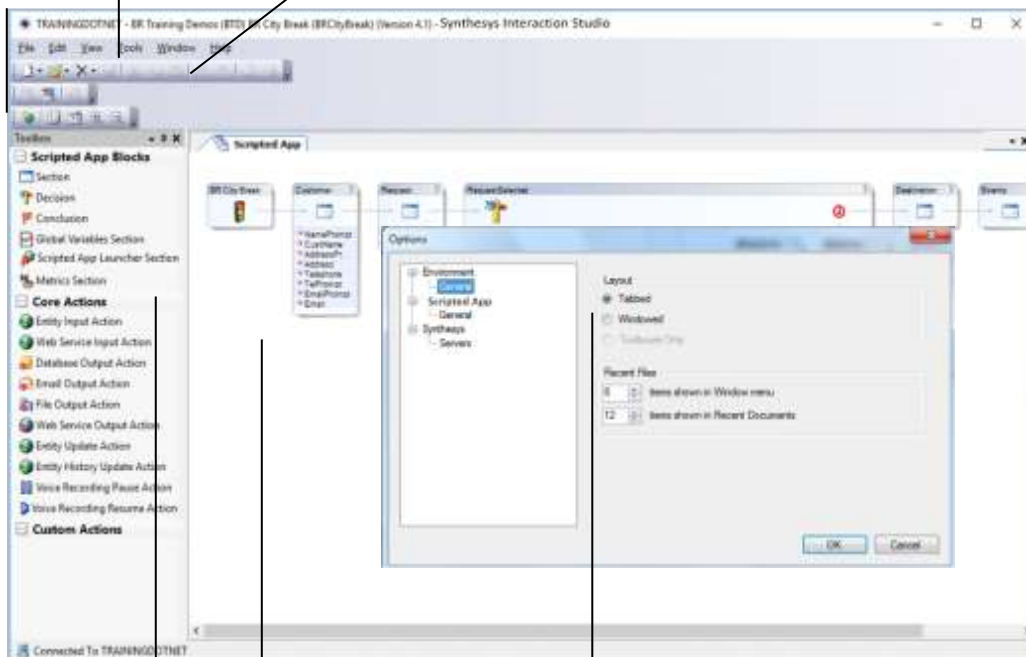 TRAININGDOTNET - BR Training Demos (BTD) BR City Break (BRCityBreak) (Version 4.1) - Synthesys Interaction Studio
File Edit View Tools Window Help
Toolbox
Scripted App Blocks
Section
Decision
Conclusion
Global Variables Section
Scripted App Launcher Section
Metrics Section
Core Actions
Entity Input Action
Web Service Input Action
Database Output Action
Email Output Action
File Output Action
Web Service Output Action
Entity Update Action
Entity History Update Action
Voice Recording Pause Action
Voice Recording Resume Action
Custom Actions
Scripted App
BR City Break
Customer
Request
RequestSelector
Destination
* NamePrompt
* CustName
* AddressPr
* Address
* Telephone
* TelPrompt
* EmailPrompt
* Email
Options
Environment
General
Scripted App
General
Synthesys
Servers
Layout
Tabbed
Windowed
Recent Files
6 items shown in Window menu
12 items shown in Recent Documents
OK Cancel
Connected To TRAININGDOTNET